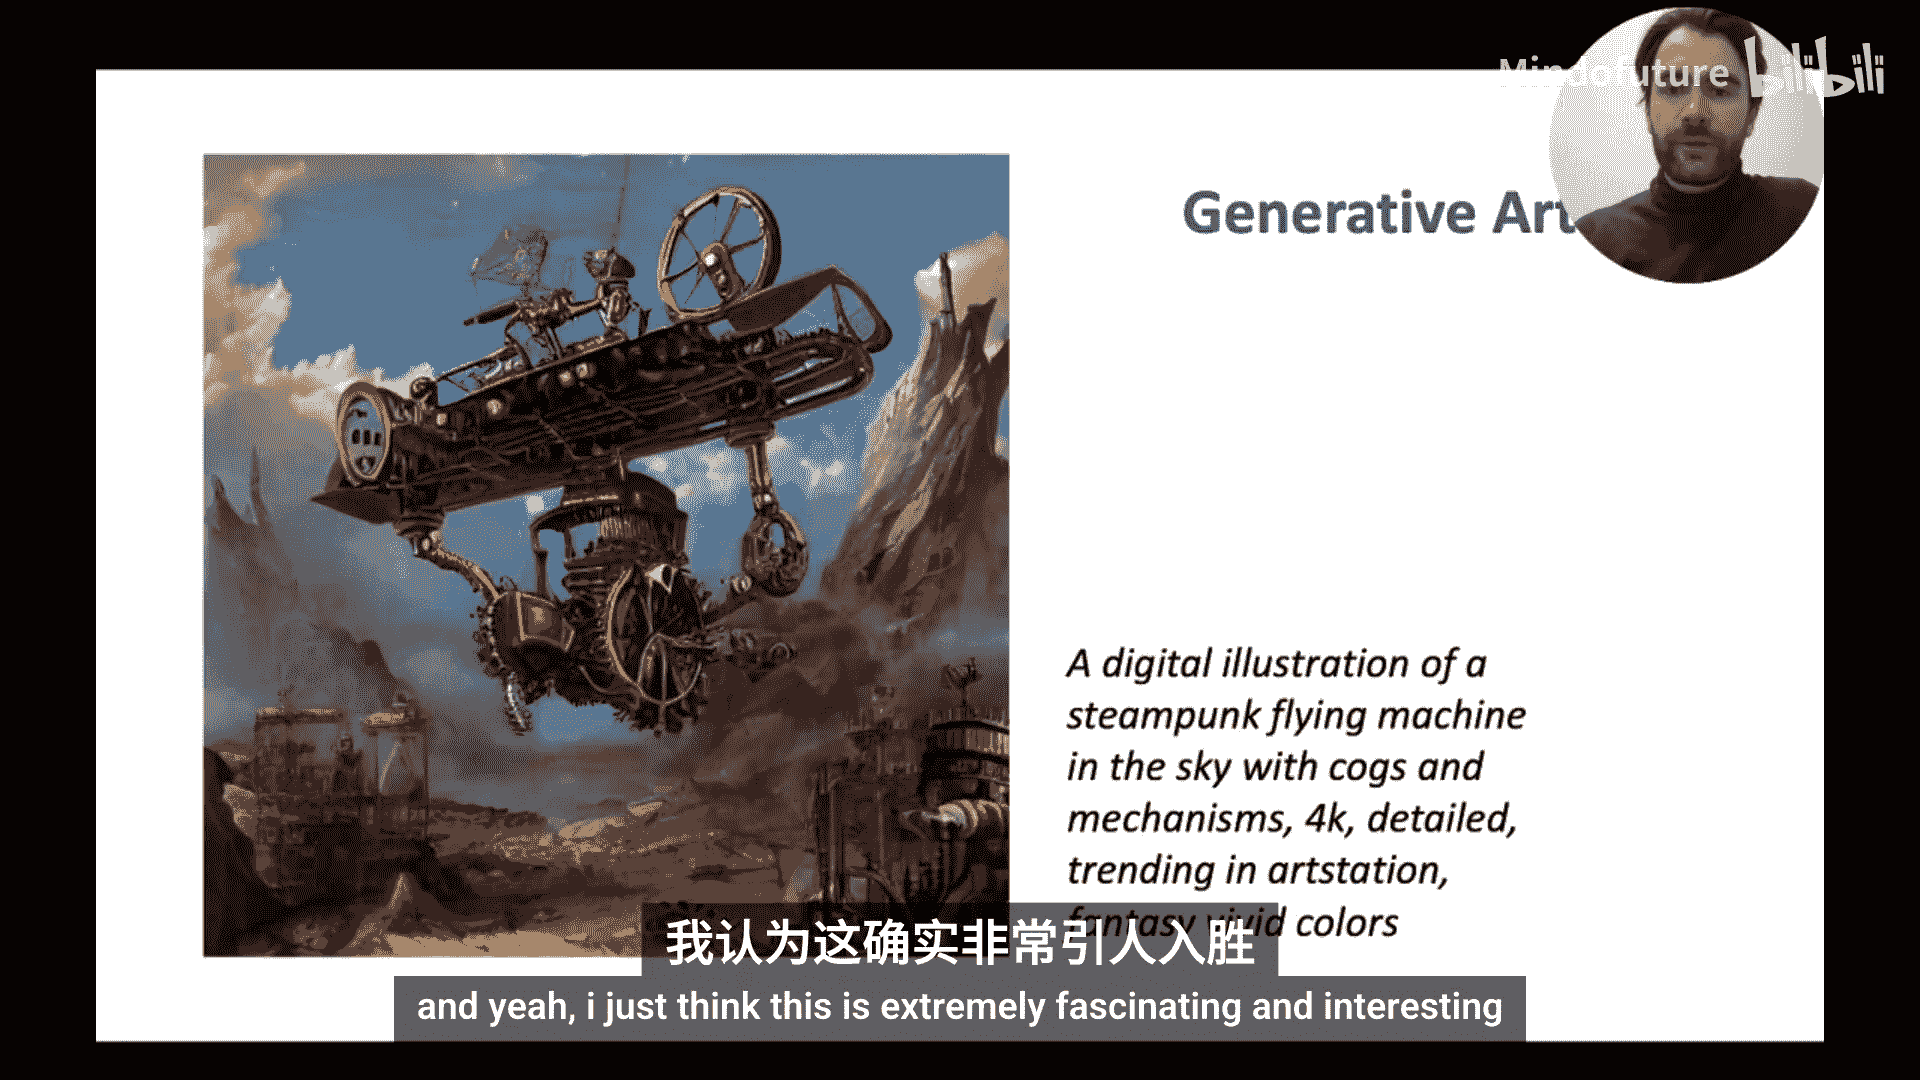 Mindofuture bilibili
Generative Art
A digital illustration of a
steampunk flying machine
in the sky with cogs and
mechanisms, 4k, detailed,
trending in artstation,
fantasy vivid colors
我认为这确实非常引人入胜
and yeah, i just think this is extremely fascinating and interesting